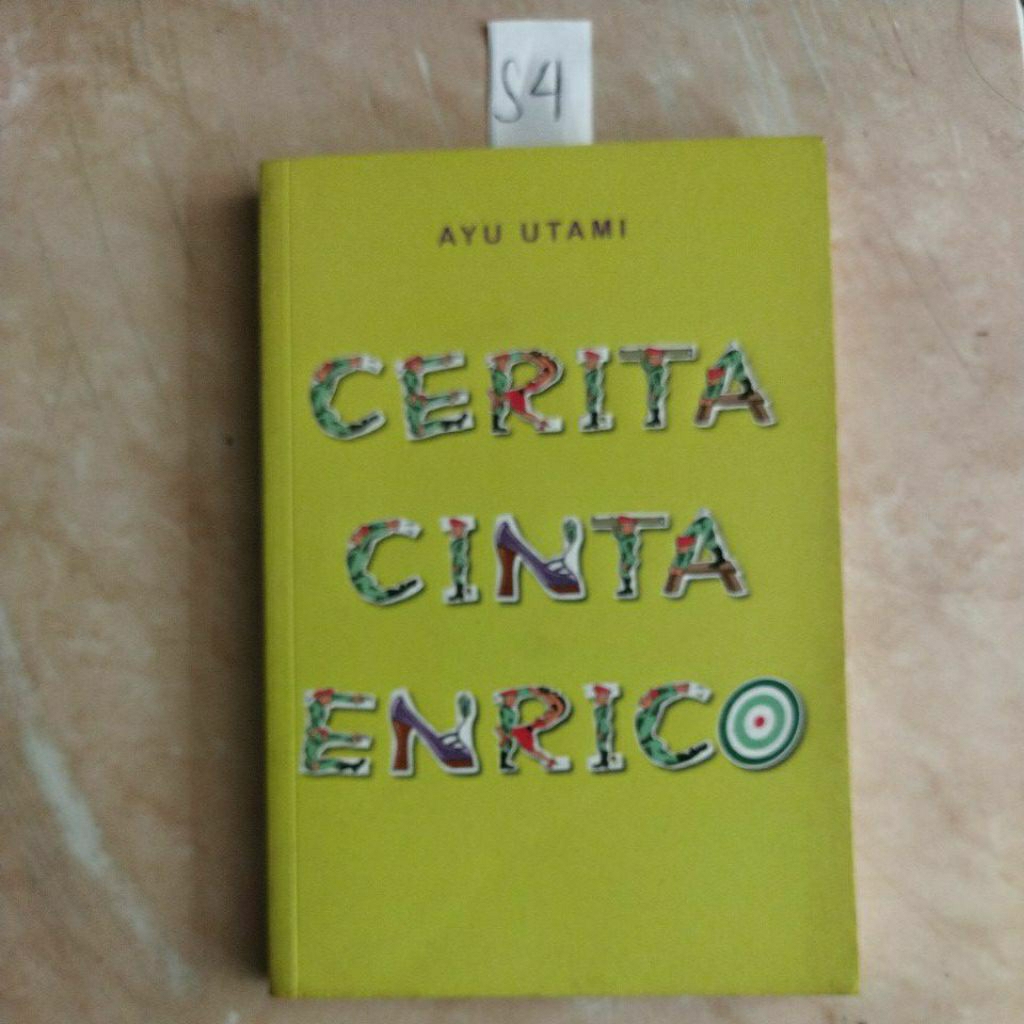 S4
AYU UTAMI
CERITA
CINTA
ENRICO